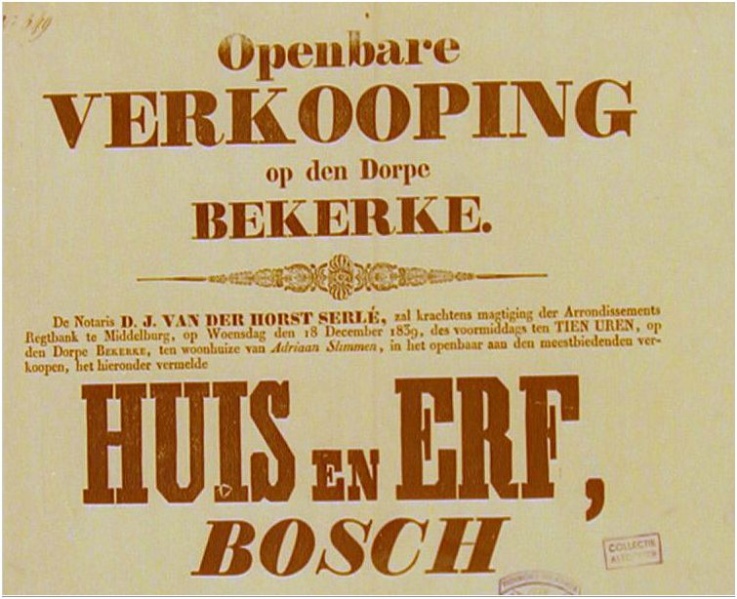 Openbare
VERKOOPING
op den Dorpe
BEKERKE.
De Notaris D. J. VAN DER HORST SERLÉ, zal krachtens magtiging der Arrondissements
Regtbank te Middelburg, op Woensdag den 18 December 1839, des voormiddags ten TIEN UREN, op
den Dorpe BEKERKE, ten woonhuize van Adriaan Slimmen, in het openbaar aan den meestbiedenden ver-
koopen, het hieronder vermelde
HUIS EN ERF,
BOSCH
COLLECTIE